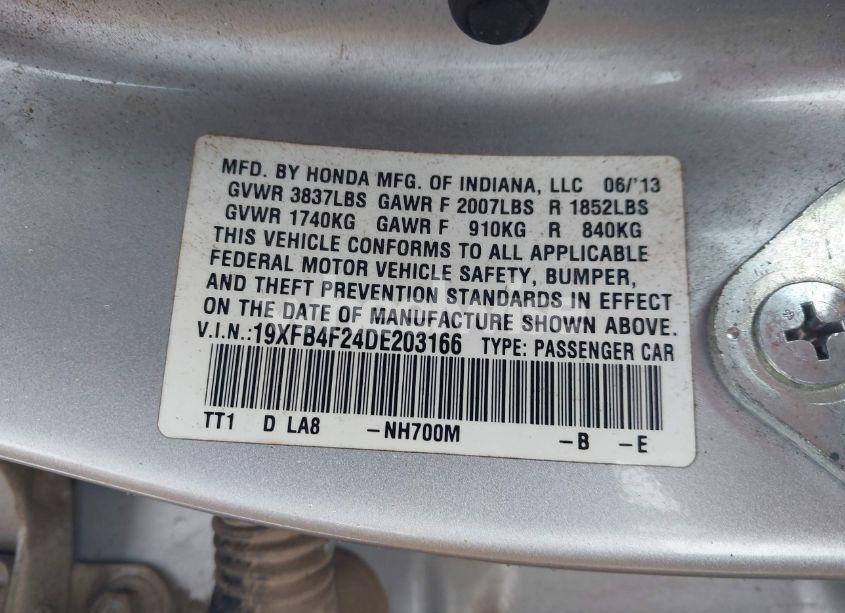 MFD. BY HONDA MFG. OF INDIANA, LLC 06/'13
GVWR 3837LBS GAWR F 2007LBS R 1852LBS
GVWR 1740KG GAWR F 910KG R 840KG
THIS VEHICLE CONFORMS TO ALL APPLICABLE
FEDERAL MOTOR VEHICLE SAFETY, BUMPER,
AND THEFT PREVENTION STANDARDS IN EFFECT
ON THE DATE OF MANUFACTURE SHOWN ABOVE.
V.I.N.:19XFB4F24DE203166 TYPE: PASSENGER CAR
TT1 D LA8 -NH700M -B -E